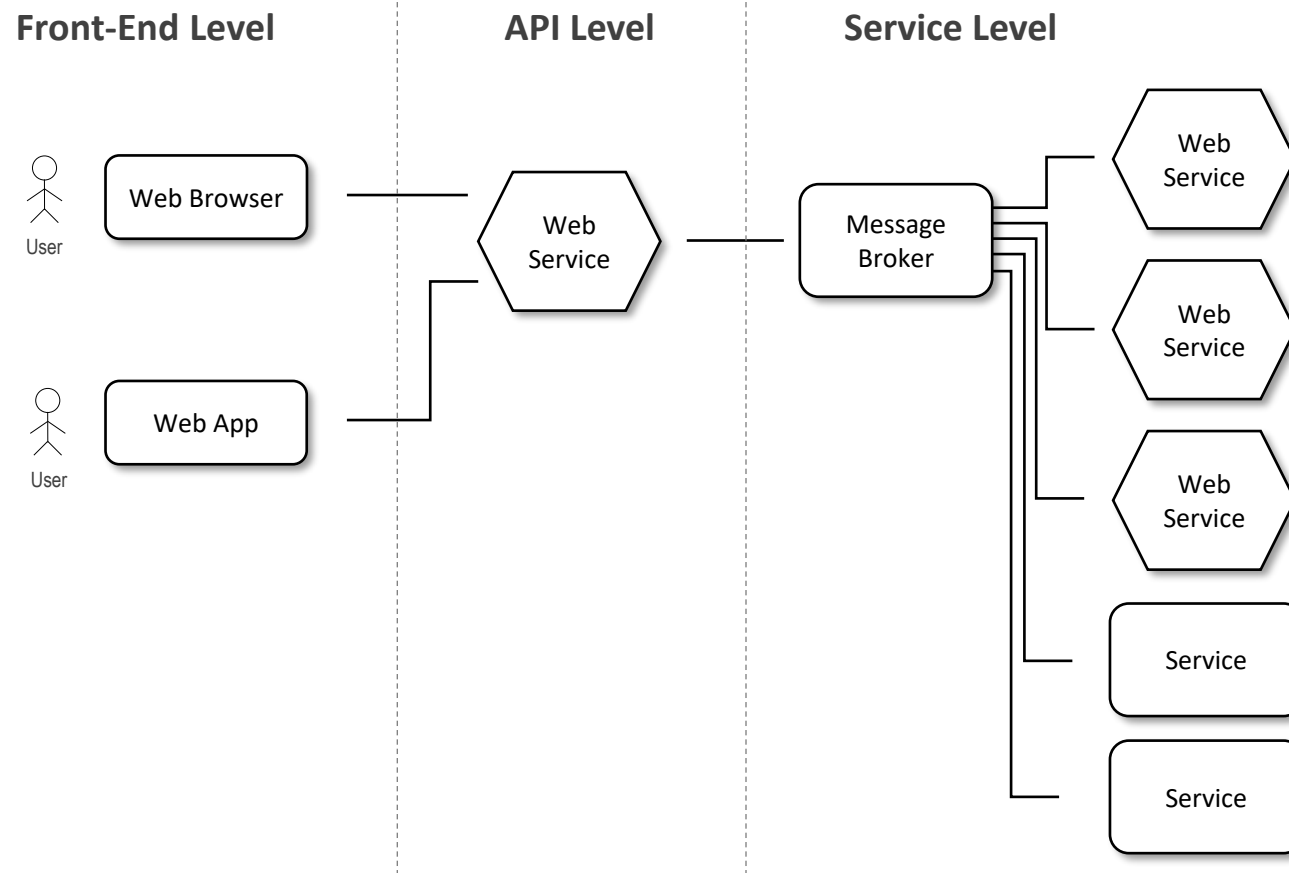 Front-End Level
API Level
Service Level
Web Browser
User
Web App
User
Web
Service
Message
Broker
Web
Service
Web
Service
Web
Service
Service
Service